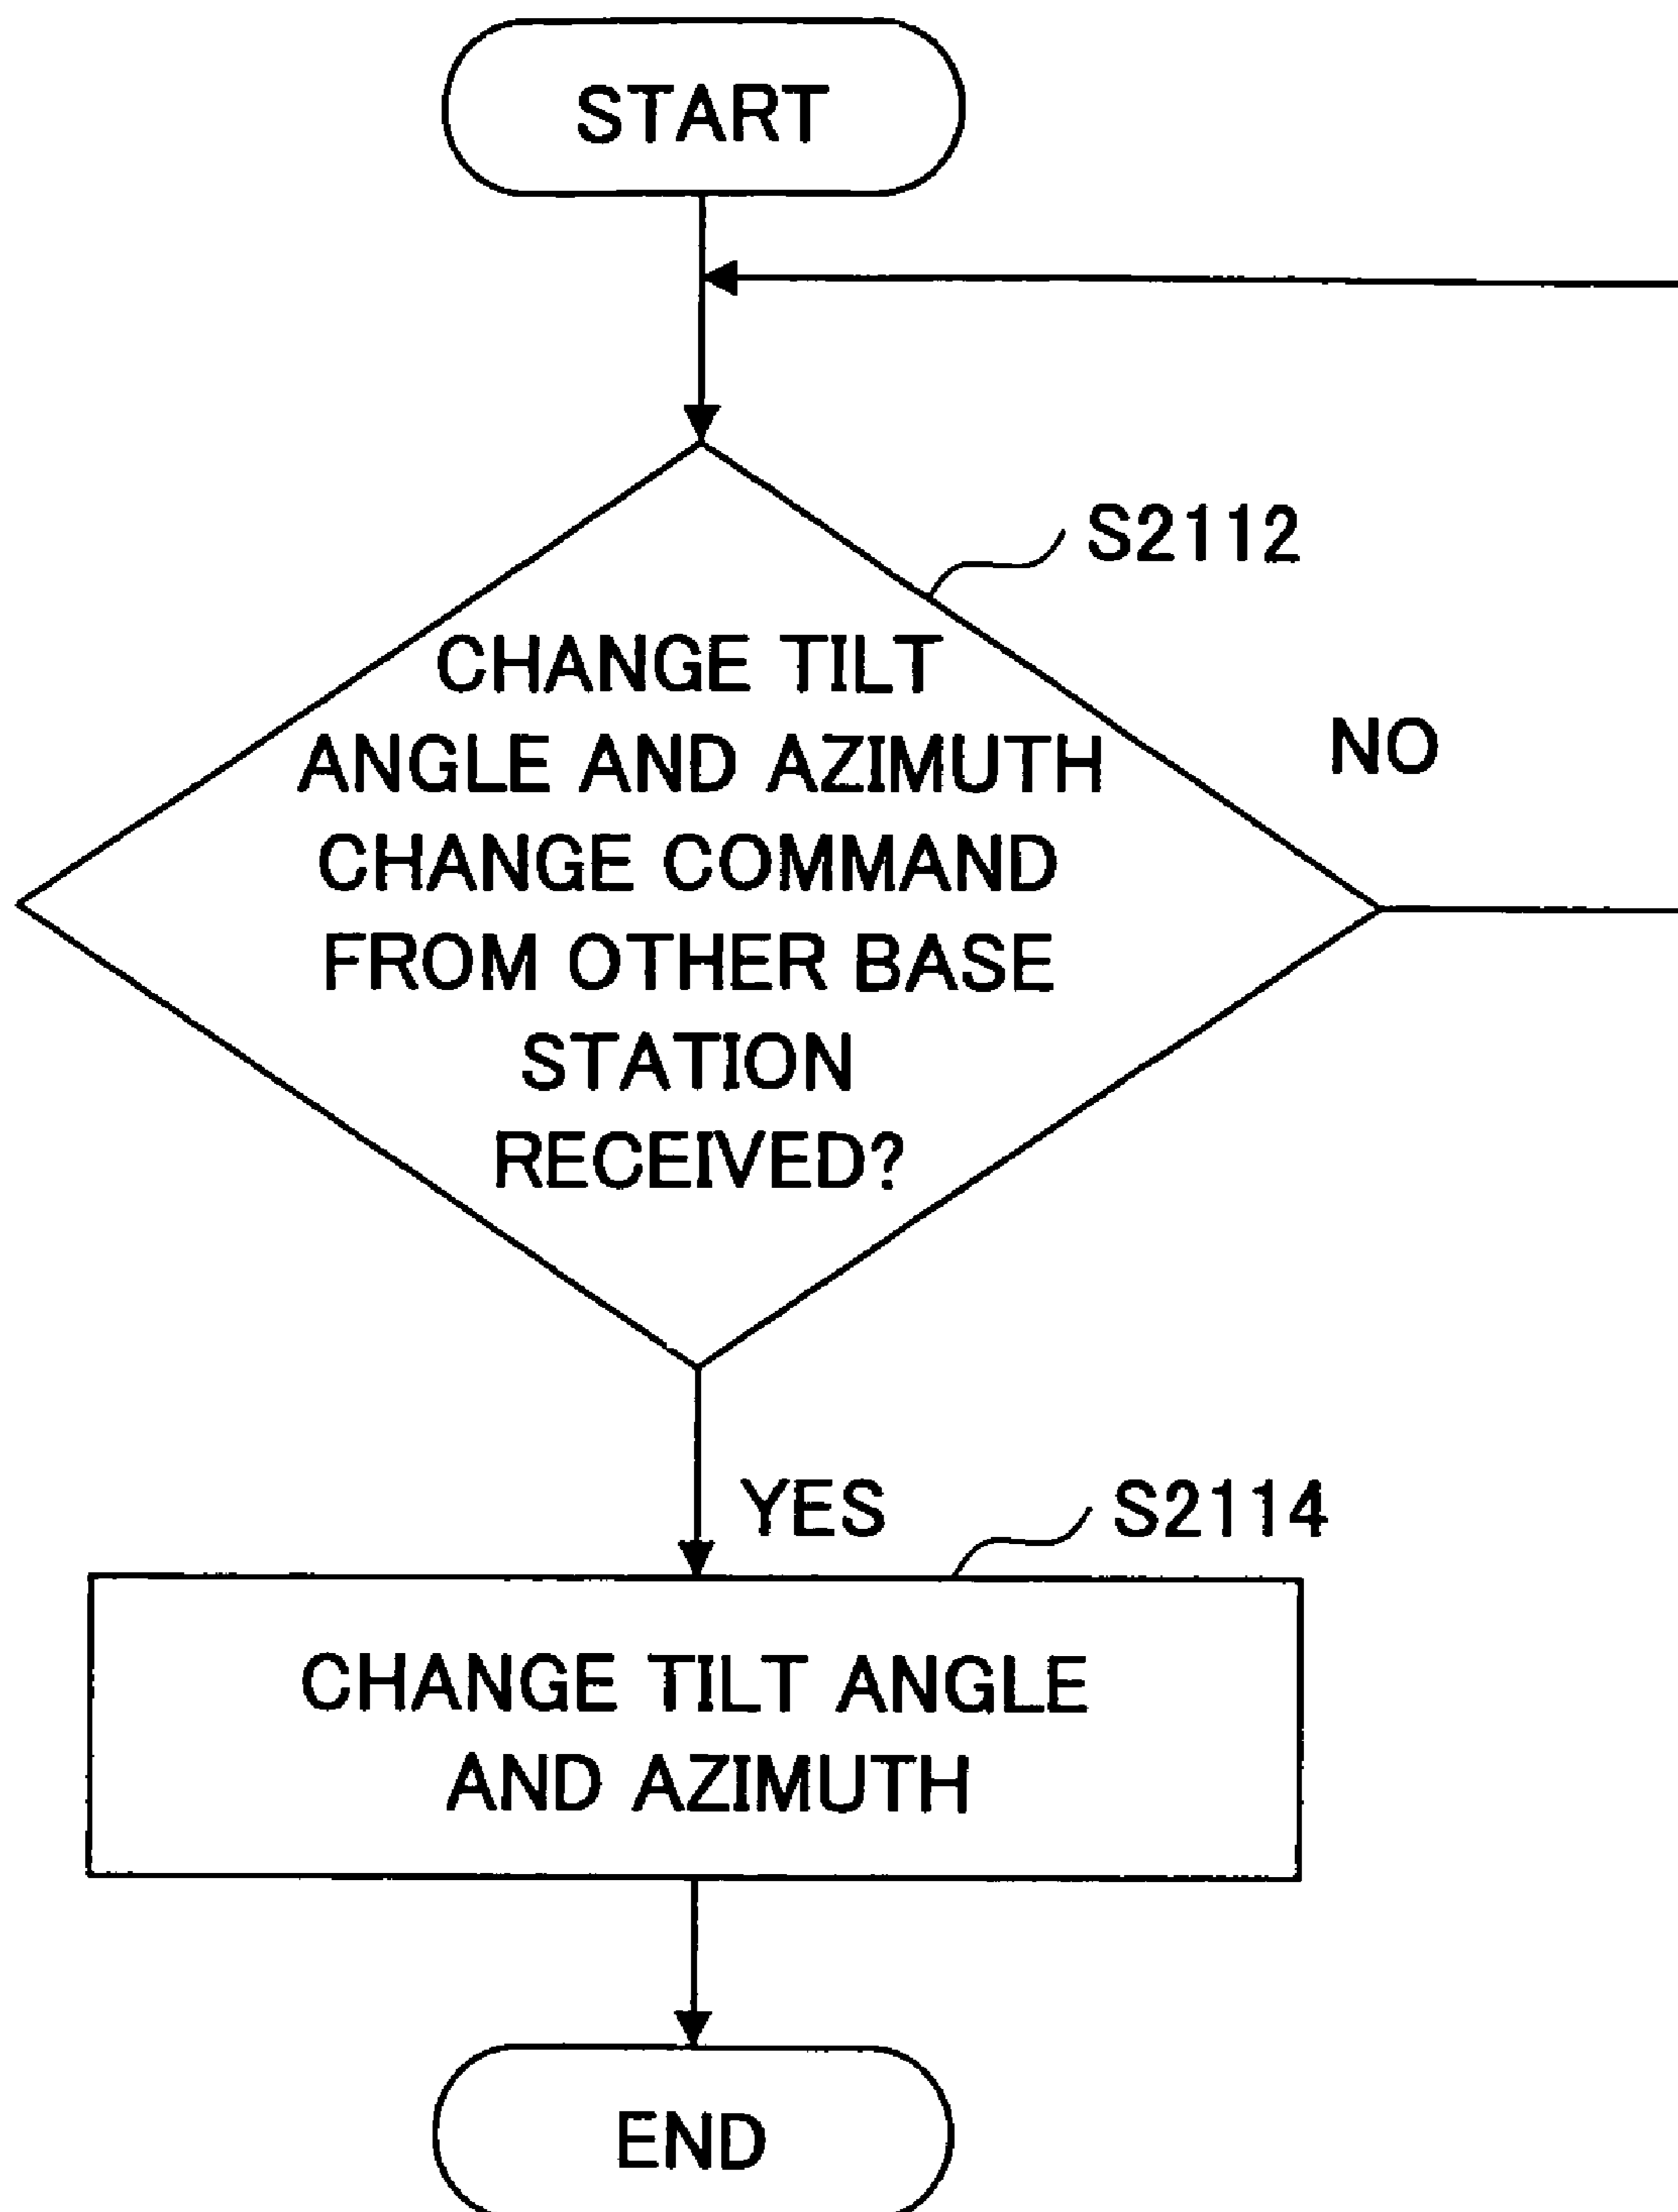 START
S2112
CHANGE TILT
ANGLE AND AZIMUTH
CHANGE COMMAND
FROM OTHER BASE
STATION
RECEIVED?
NO
YES
S2114
CHANGE TILT ANGLE
AND AZIMUTH
END